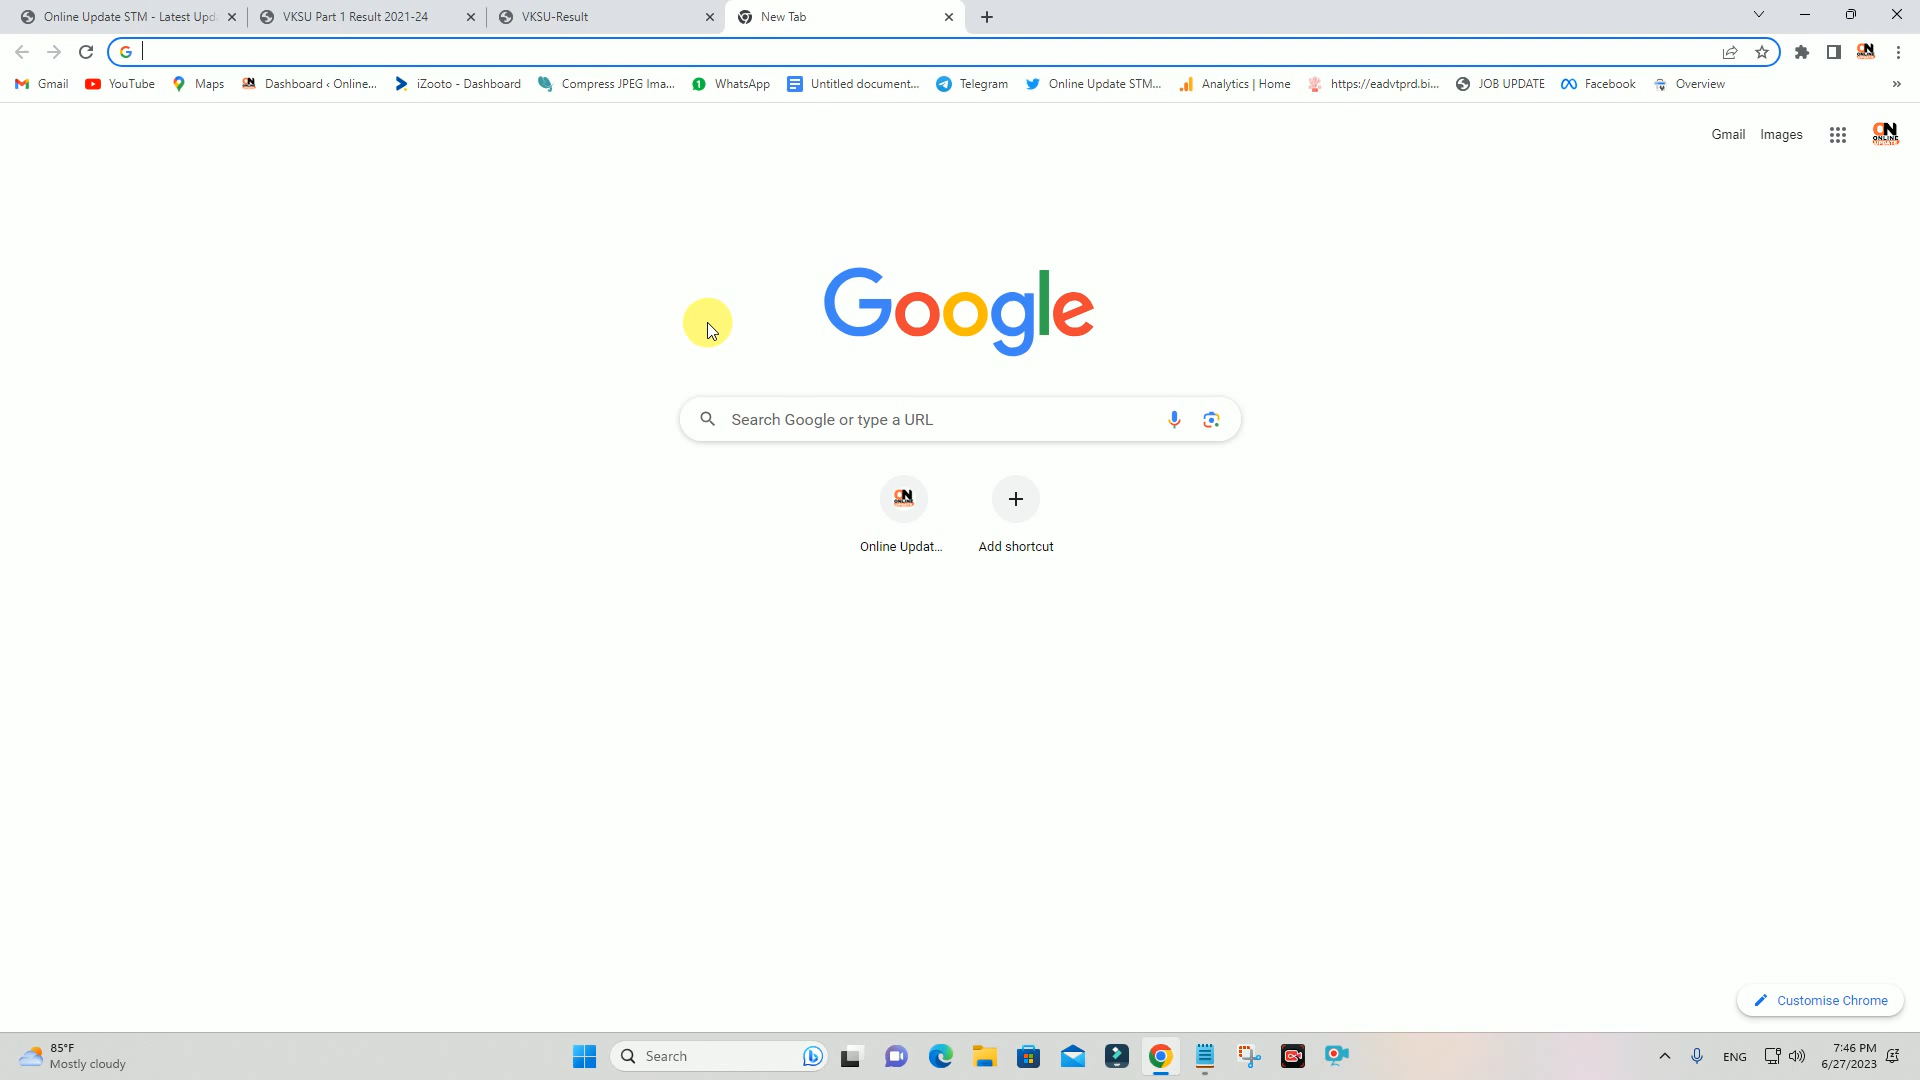 Online Update STM - Latest Upd
VKSU Part 1 Result 2021-24
VKSU-Result
New Tab
Gmail
YouTube
Maps
Dashboard ‹ Online...
iZooto - Dashboard
Compress JPEG Ima...
WhatsApp
Untitled document...
Telegram
Online Update STM...
Analytics | Home
https://eadvtprd.bi...
JOB UPDATE
Facebook
Overview
»
Gmail
Images
ON
ONLINE
UPDATE
Google
Search Google or type a URL
Online Updat...
Add shortcut
Customise Chrome
85°F
Mostly cloudy
Search
ENG
7:46 PM
6/27/2023